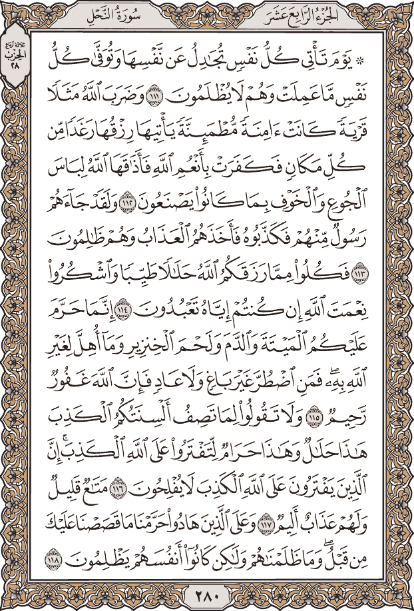 الجزء الرابع عشر
سورة النحل
الحزب
٢٨
۞ يَوْمَ تَأْتِي كُلُّ نَفْسٍ تُجَٰدِلُ عَن نَّفْسِهَا وَتُوَفَّىٰ كُلُّ
نَفْسٍ مَّا عَمِلَتْ وَهُمْ لَا يُظْلَمُونَ ١١١ وَضَرَبَ ٱللَّهُ مَثَلًا
قَرْيَةً كَانَتْ ءَامِنَةً مُّطْمَئِنَّةً يَأْتِيهَا رِزْقُهَا رَغَدًا مِّن
كُلِّ مَكَانٍ فَكَفَرَتْ بِأَنْعُمِ ٱللَّهِ فَأَذَٰقَهَا ٱللَّهُ لِبَاسَ
ٱلْجُوعِ وَٱلْخَوْفِ بِمَا كَانُوا۟ يَصْنَعُونَ ١١٢ وَلَقَدْ جَآءَهُمْ
رَسُولٌ مِّنْهُمْ فَكَذَّبُوهُ فَأَخَذَهُمُ ٱلْعَذَابُ وَهُمْ ظَٰلِمُونَ
١١٣ فَكُلُوا۟ مِمَّا رَزَقَكُمُ ٱللَّهُ حَلَٰلًا طَيِّبًا وَٱشْكُرُوا۟
نِعْمَتَ ٱللَّهِ إِن كُنتُمْ إِيَّاهُ تَعْبُدُونَ ١١٤ إِنَّمَا حَرَّمَ
عَلَيْكُمُ ٱلْمَيْتَةَ وَٱلدَّمَ وَلَحْمَ ٱلْخِنزِيرِ وَمَآ أُهِلَّ لِغَيْرِ
ٱللَّهِ بِهِۦ فَمَنِ ٱضْطُرَّ غَيْرَ بَاغٍ وَلَا عَادٍ فَإِنَّ ٱللَّهَ غَفُورٌ
رَّحِيمٌ ١١٥ وَلَا تَقُولُوا۟ لِمَا تَصِفُ أَلْسِنَتُكُمُ ٱلْكَذِبَ
هَٰذَا حَلَٰلٌ وَهَٰذَا حَرَامٌ لِّتَفْتَرُوا۟ عَلَى ٱللَّهِ ٱلْكَذِبَ إِنَّ
ٱلَّذِينَ يَفْتَرُونَ عَلَى ٱللَّهِ ٱلْكَذِبَ لَا يُفْلِحُونَ ١١٦ مَتَٰعٌ قَلِيلٌ
وَلَهُمْ عَذَابٌ أَلِيمٌ ١١٧ وَعَلَى ٱلَّذِينَ هَادُوا۟ حَرَّمْنَا مَا قَصَصْنَا عَلَيْكَ
مِن قَبْلُ وَمَا ظَلَمْنَٰهُمْ وَلَٰكِن كَانُوٓا۟ أَنفُسَهُمْ يَظْلِمُونَ ١١٨
٢٨٠